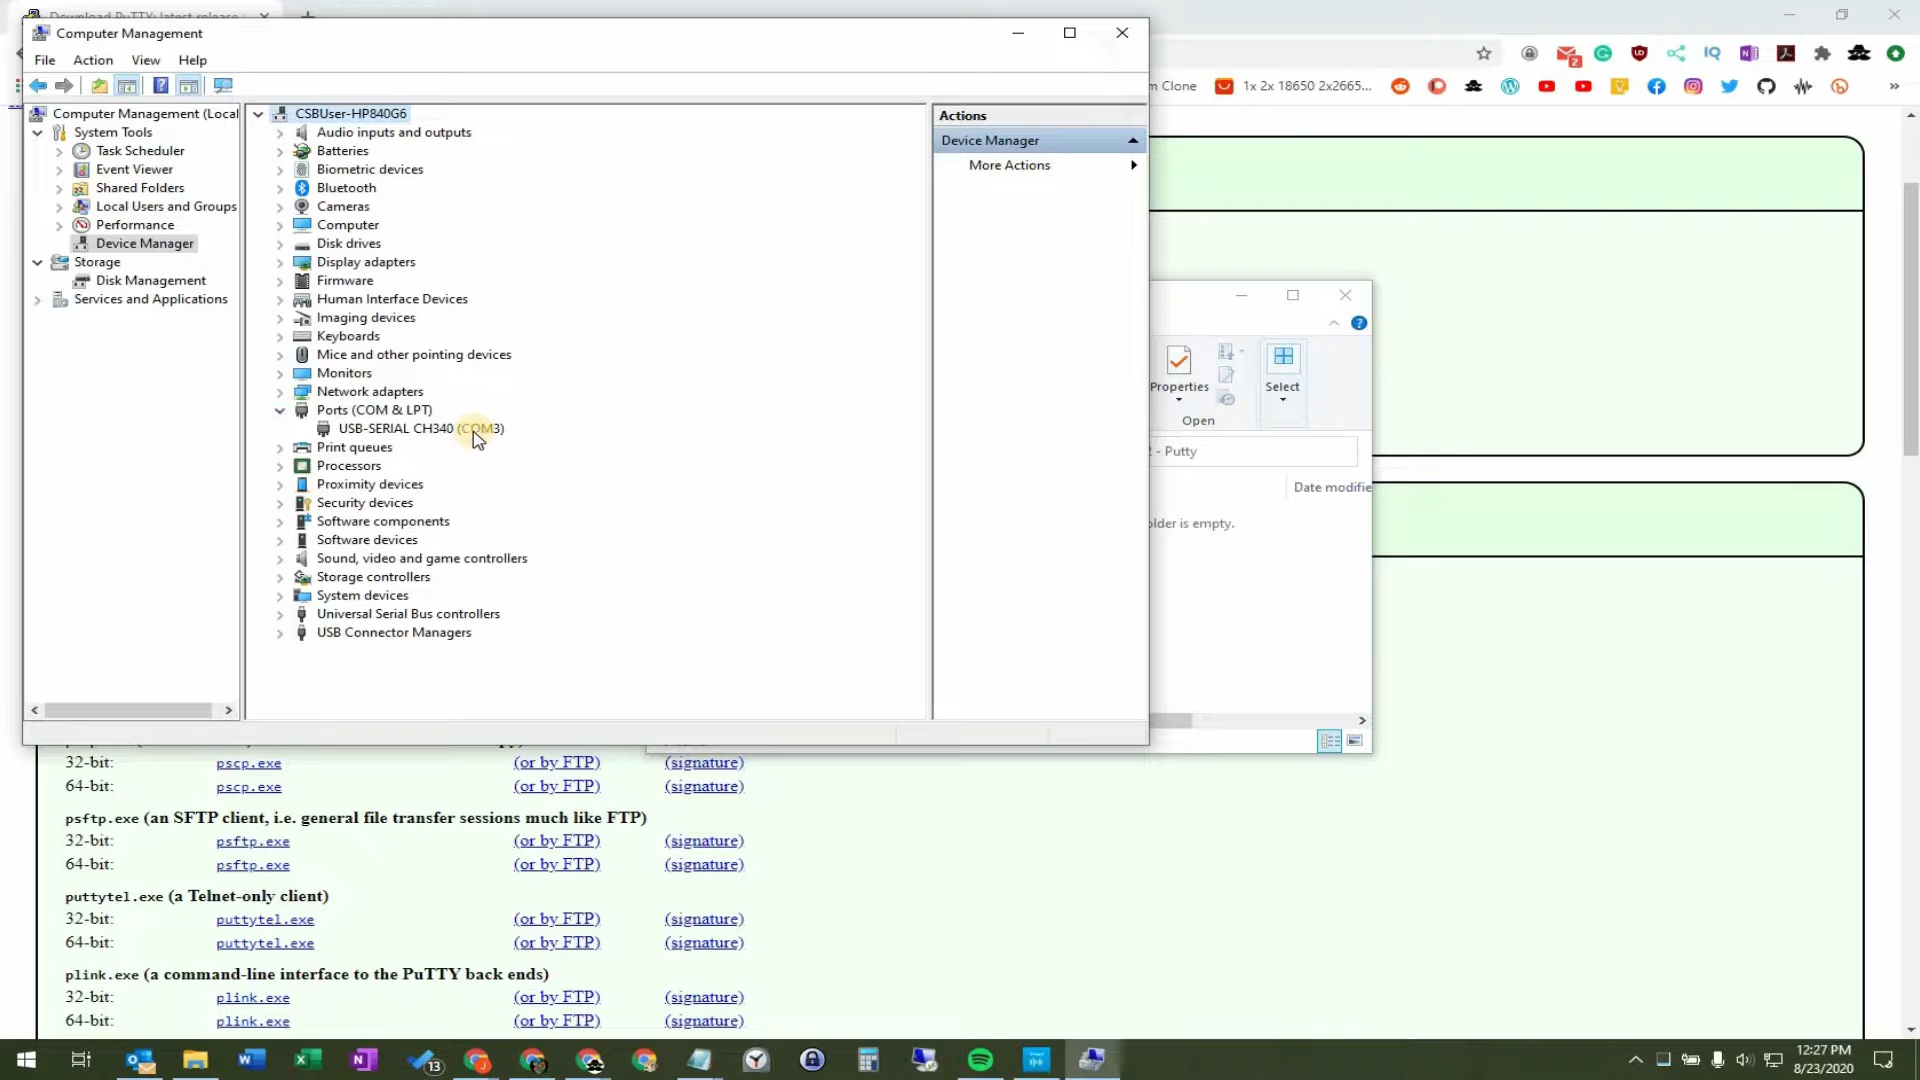 Download PuTTY: latest release
Computer Management
File Action View Help
Computer Management (Local
System Tools
Task Scheduler
Event Viewer
Shared Folders
Local Users and Groups
Performance
Device Manager
Storage
Disk Management
Services and Applications
CSBUser-HP840G6
Audio inputs and outputs
Batteries
Biometric devices
Bluetooth
Cameras
Computer
Disk drives
Display adapters
Firmware
Human Interface Devices
Imaging devices
Keyboards
Mice and other pointing devices
Monitors
Network adapters
Ports (COM & LPT)
USB-SERIAL CH340 (COM3)
Print queues
Processors
Proximity devices
Security devices
Software components
Software devices
Sound, video and game controllers
Storage controllers
System devices
Universal Serial Bus controllers
USB Connector Managers
Actions
Device Manager
More Actions
2
IQ
m Clone 1x 2x 18650 2x2665...
Properties
Select
Open
- Putty
Date modifie
older is empty.
32-bit: pscp.exe (or by FTP) (signature)
64-bit: pscp.exe (or by FTP) (signature)
psftp.exe (an SFTP client, i.e. general file transfer sessions much like FTP)
32-bit: psftp.exe (or by FTP) (signature)
64-bit: psftp.exe (or by FTP) (signature)
puttytel.exe (a Telnet-only client)
32-bit: puttytel.exe (or by FTP) (signature)
64-bit: puttytel.exe (or by FTP) (signature)
plink.exe (a command-line interface to the PuTTY back ends)
32-bit: plink.exe (or by FTP) (signature)
64-bit: plink.exe (or by FTP) (signature)
13
12:27 PM
8/23/2020